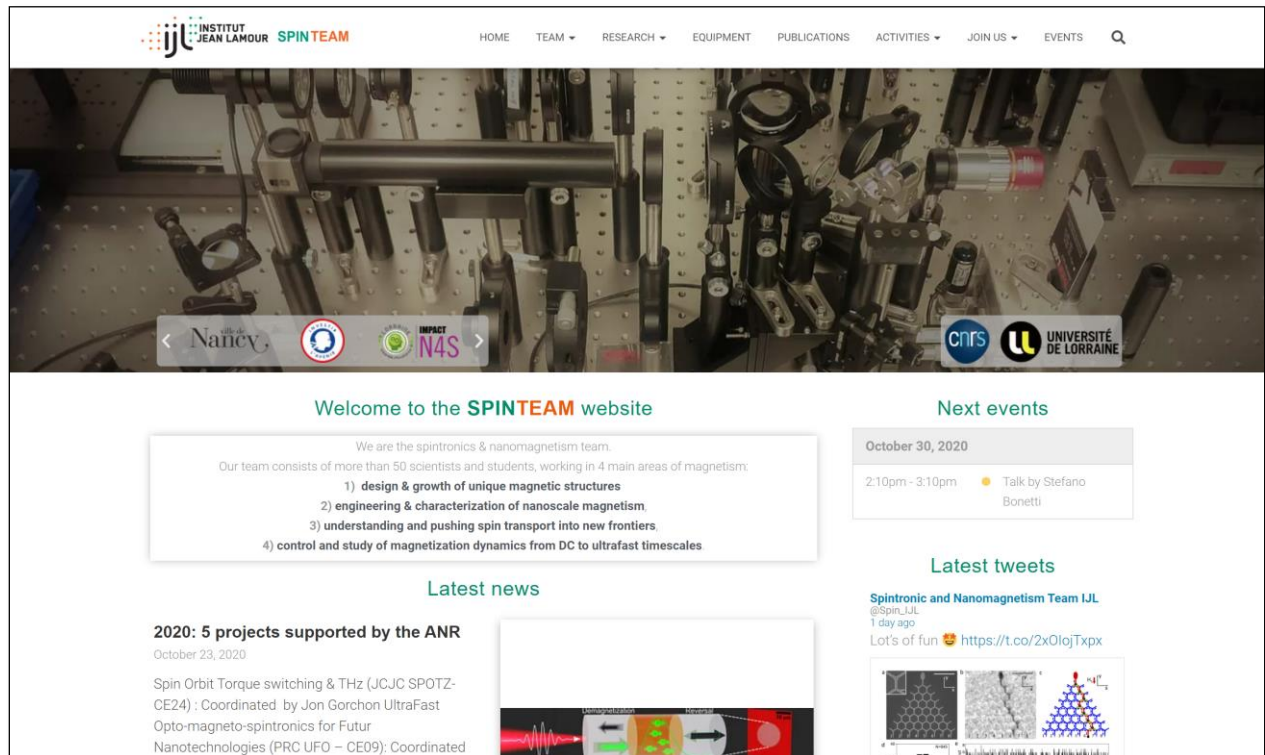 INSTITUT
JEAN LAMOUR
ijl
SPINTEAM
HOME TEAM RESEARCH EQUIPMENT PUBLICATIONS ACTIVITIES JOIN US EVENTS
ville de
Nancy
IMPACT
N4S
cnrs
UNIVERSITÉ
DE LORRAINE
Welcome to the SPINTEAM website
We are the spintronics & nanomagnetism team.
Our team consists of more than 50 scientists and students, working in 4 main areas of magnetism:
1) design & growth of unique magnetic structures
2) engineering & characterization of nanoscale magnetism,
3) understanding and pushing spin transport into new frontiers,
4) control and study of magnetization dynamics from DC to ultrafast timescales
Latest news
2020: 5 projects supported by the ANR
October 23, 2020
Spin Orbit Torque switching & THz (JCJC SPOTZ-
CE24) : Coordinated by Jon Gorchon UltraFast
Opto-magneto-spintronics for Futur
Nanotechnologies (PRC UFO – CE09): Coordinated
Demagnetization Reversal
Next events
October 30, 2020
2:10pm - 3:10pm Talk by Stefano
Bonetti
Latest tweets
Spintronic and Nanomagnetism Team IJL
@Spin_IJL
1 day ago
Lot's of fun 🤩 https://t.co/2xOlojTxpx
a b c
d